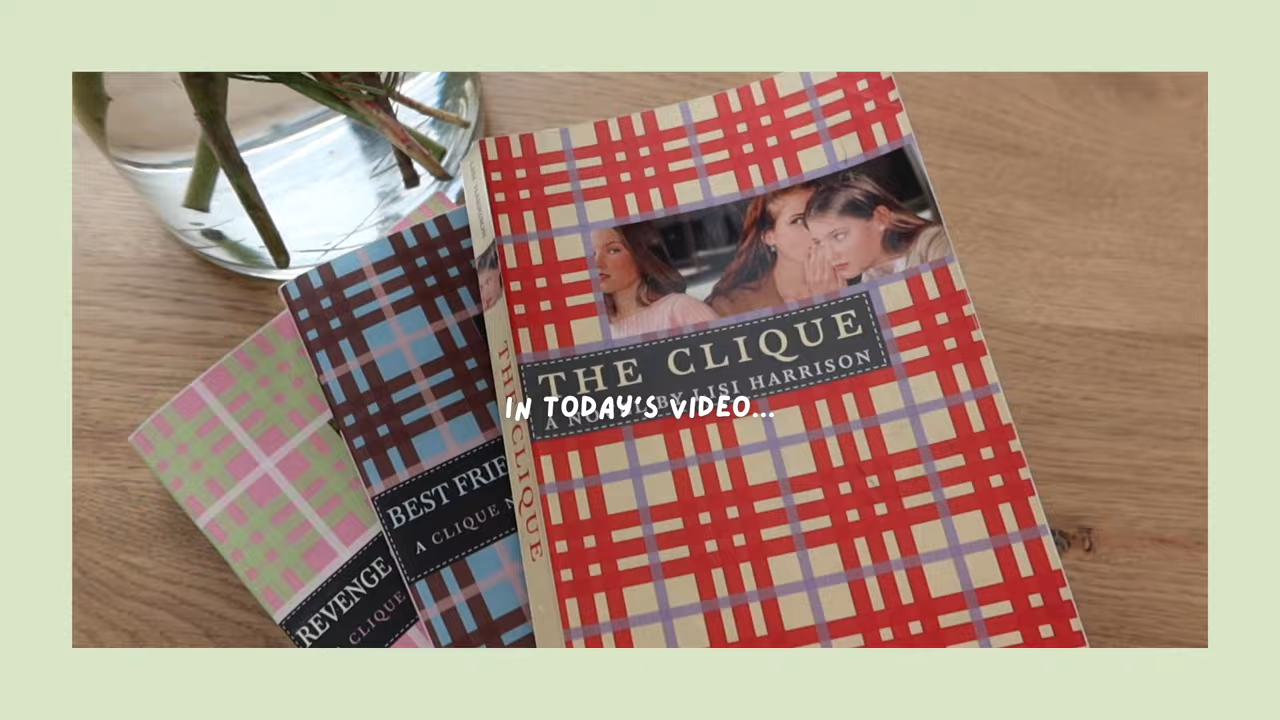 THE CLIQUE
A NOVEL BY LISI HARRISON
IN TODAY'S VIDEO...
THE CLIQUE
BEST FRIE
A CLIQUE N
REVENGE
CLIQUE